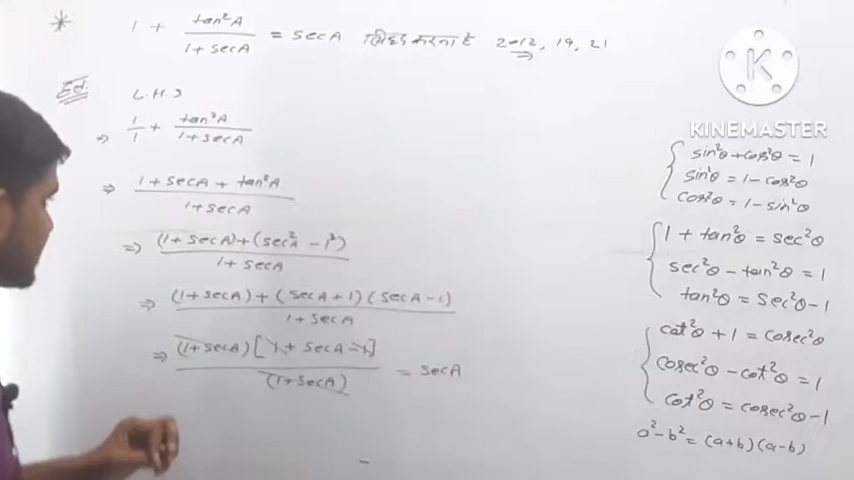 * 1 + tan²A / 1 + secA = secA सिद्ध करना है 2012, 19, 21
हल
L.H.S
⇒ 1/1 + tan²A / 1 + secA
⇒ 1 + secA + tan²A / 1 + secA
⇒ (1 + secA) + (sec²A - 1²) / 1 + secA
⇒ (1 + secA) + (secA + 1) (secA - 1) / 1 + secA
⇒ (1 + secA) [1 + secA - 1] / (1 + secA) = secA
K
KINEMASTER
sin²θ + cos²θ = 1
sin²θ = 1 - cos²θ
cos²θ = 1 - sin²θ
1 + tan²θ = sec²θ
sec²θ - tan²θ = 1
tan²θ = sec²θ - 1
cot²θ + 1 = cosec²θ
cosec²θ - cot²θ = 1
cot²θ = cosec²θ - 1
a² - b² = (a+b) (a-b)